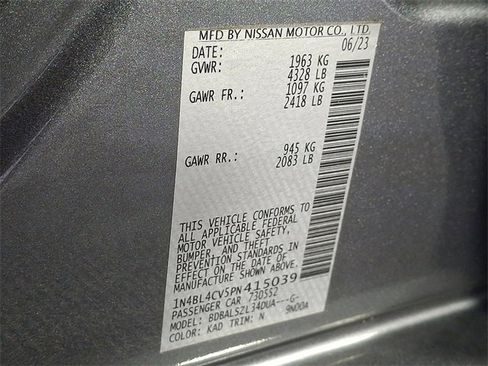 MFD BY NISSAN MOTOR CO., LTD.
DATE: 06/23
GVWR: 1963 KG
4328 LB
GAWR FR.: 1097 KG
2418 LB
GAWR RR.: 945 KG
2083 LB
THIS VEHICLE CONFORMS TO
ALL APPLICABLE FEDERAL
MOTOR VEHICLE SAFETY,
BUMPER, AND THEFT
PREVENTION STANDARDS IN
EFFECT ON THE DATE OF
MANUFACTURE SHOWN ABOVE.
1N4BL4CV5PN415039
PASSENGER CAR 730552
MODEL: BDBALSZL34DUA---G-
COLOR: KAD TRIM: N 9N00A